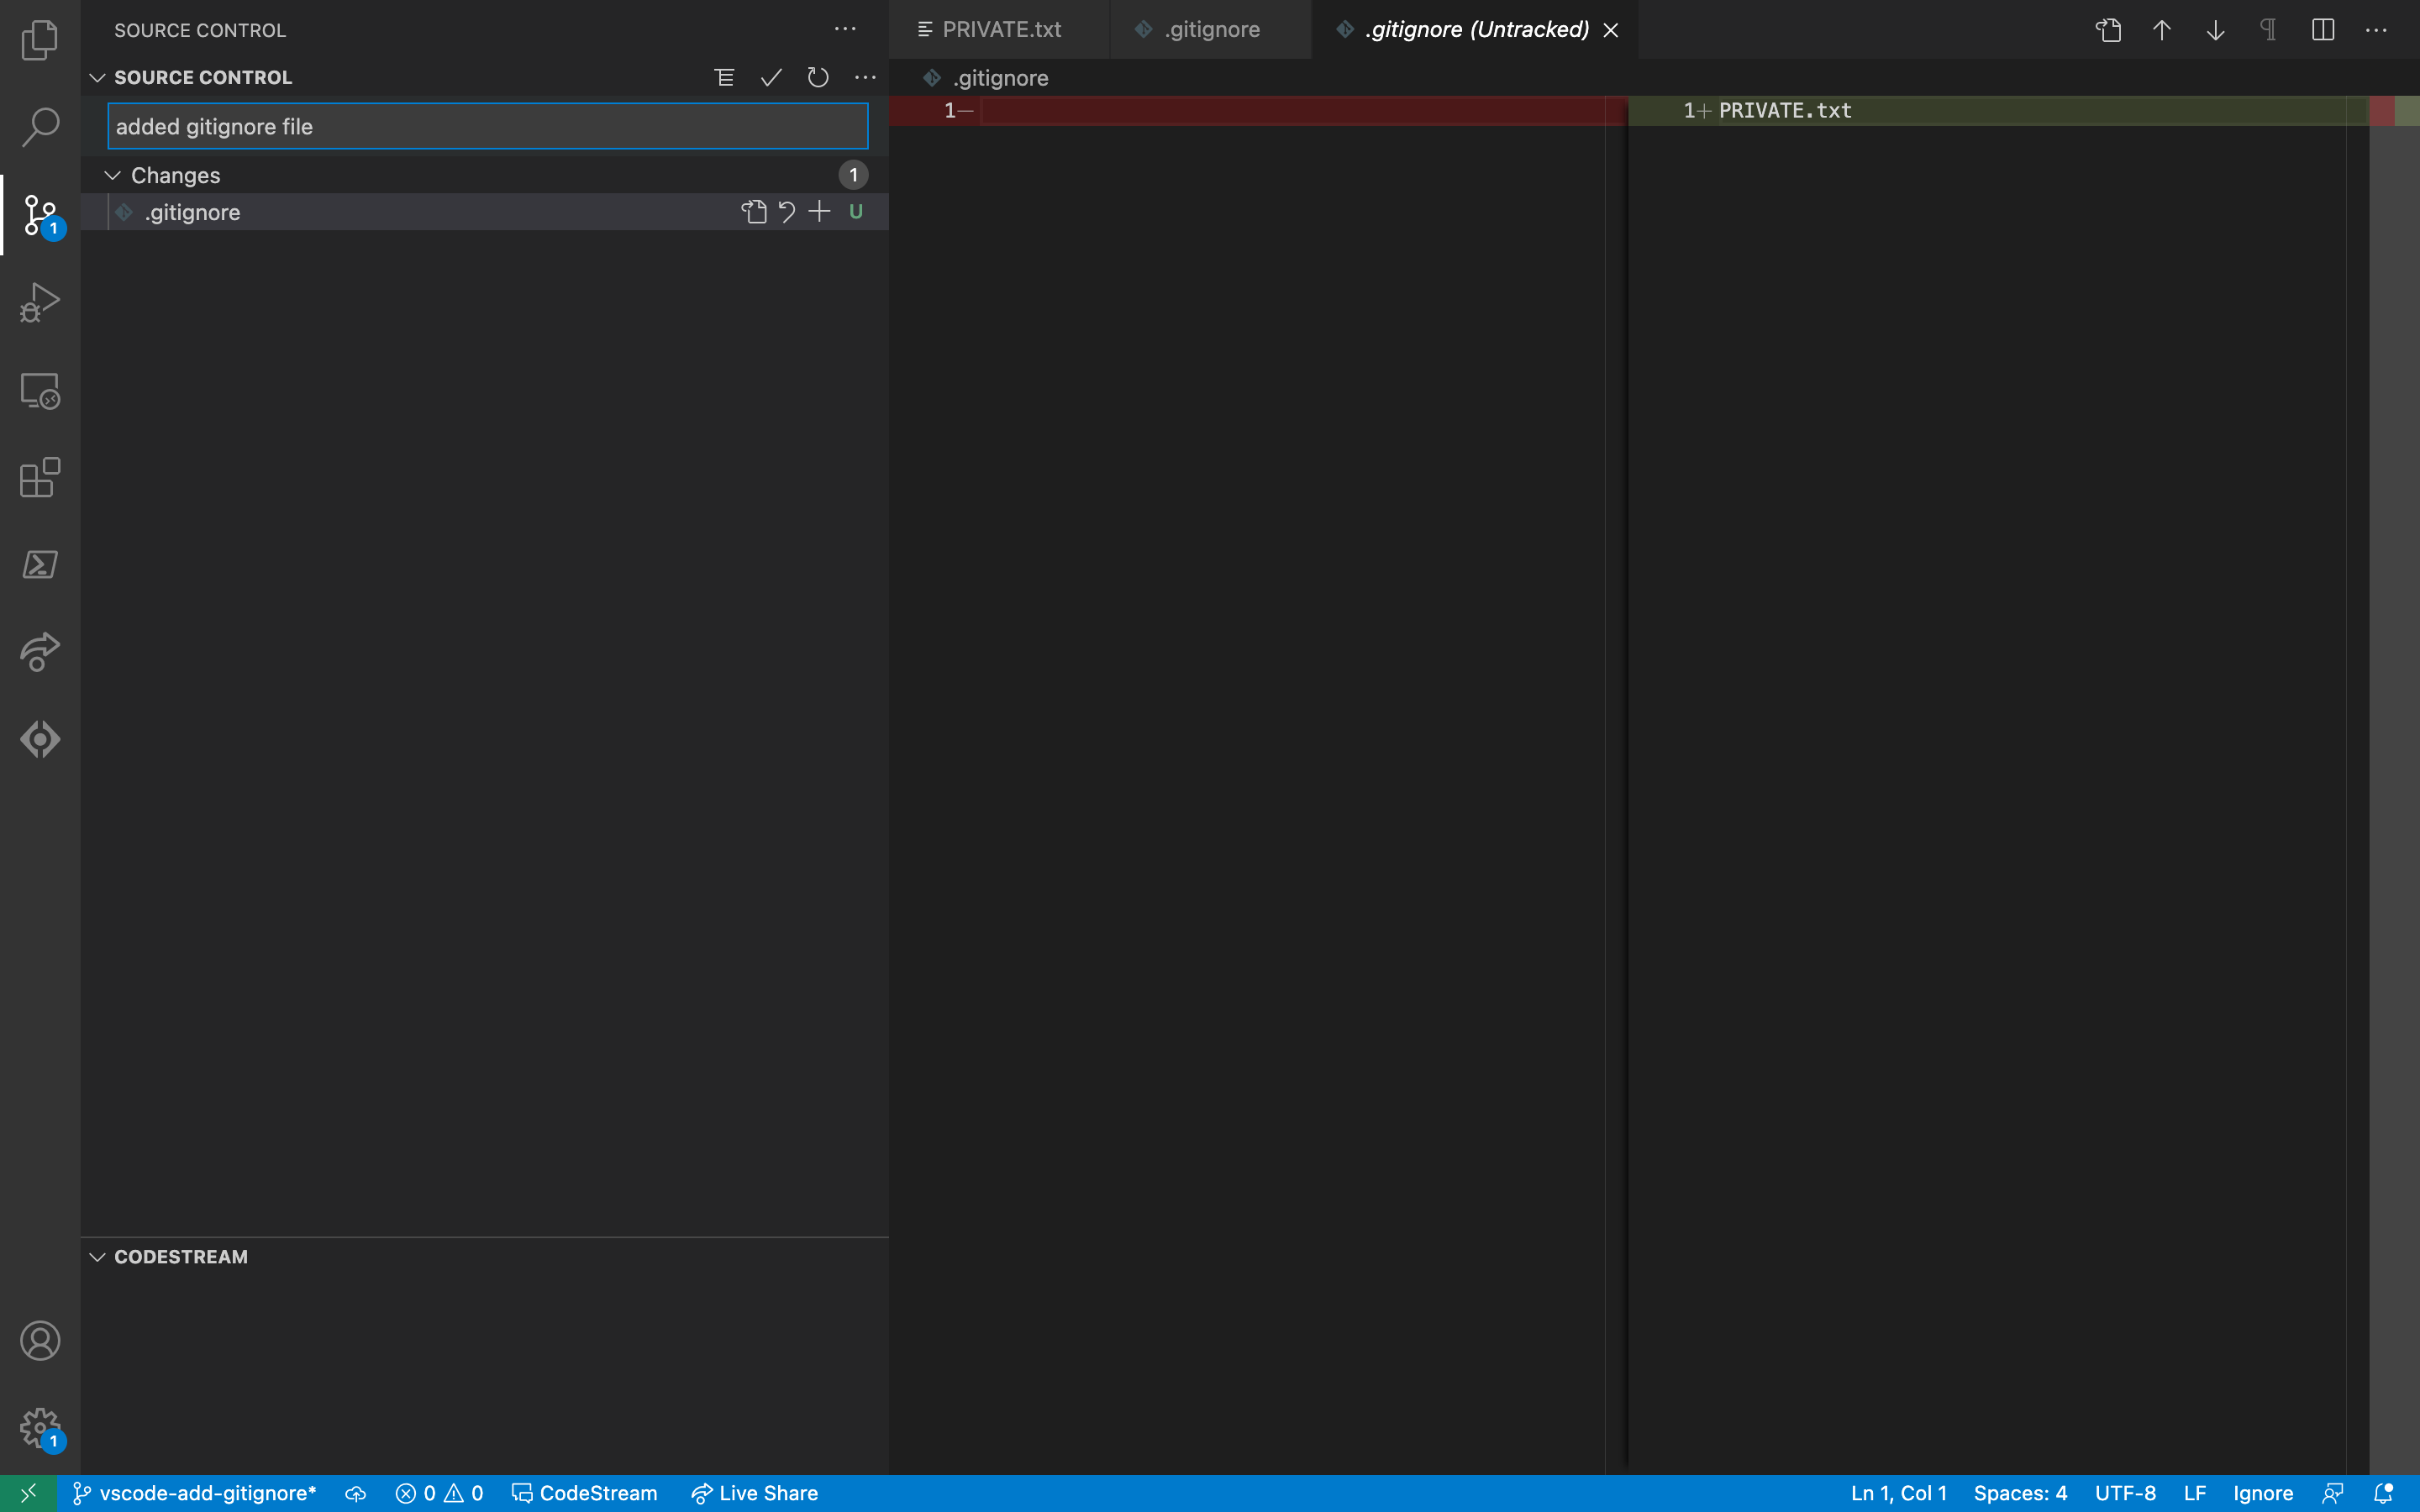 SOURCE CONTROL
SOURCE CONTROL
added gitignore file
Changes 1
.gitignore U
1
CODESTREAM
1
PRIVATE.txt .gitignore .gitignore (Untracked)
.gitignore
1— 1+ PRIVATE.txt
vscode-add-gitignore* 0 0 CodeStream Live Share Ln 1, Col 1 Spaces: 4 UTF-8 LF Ignore